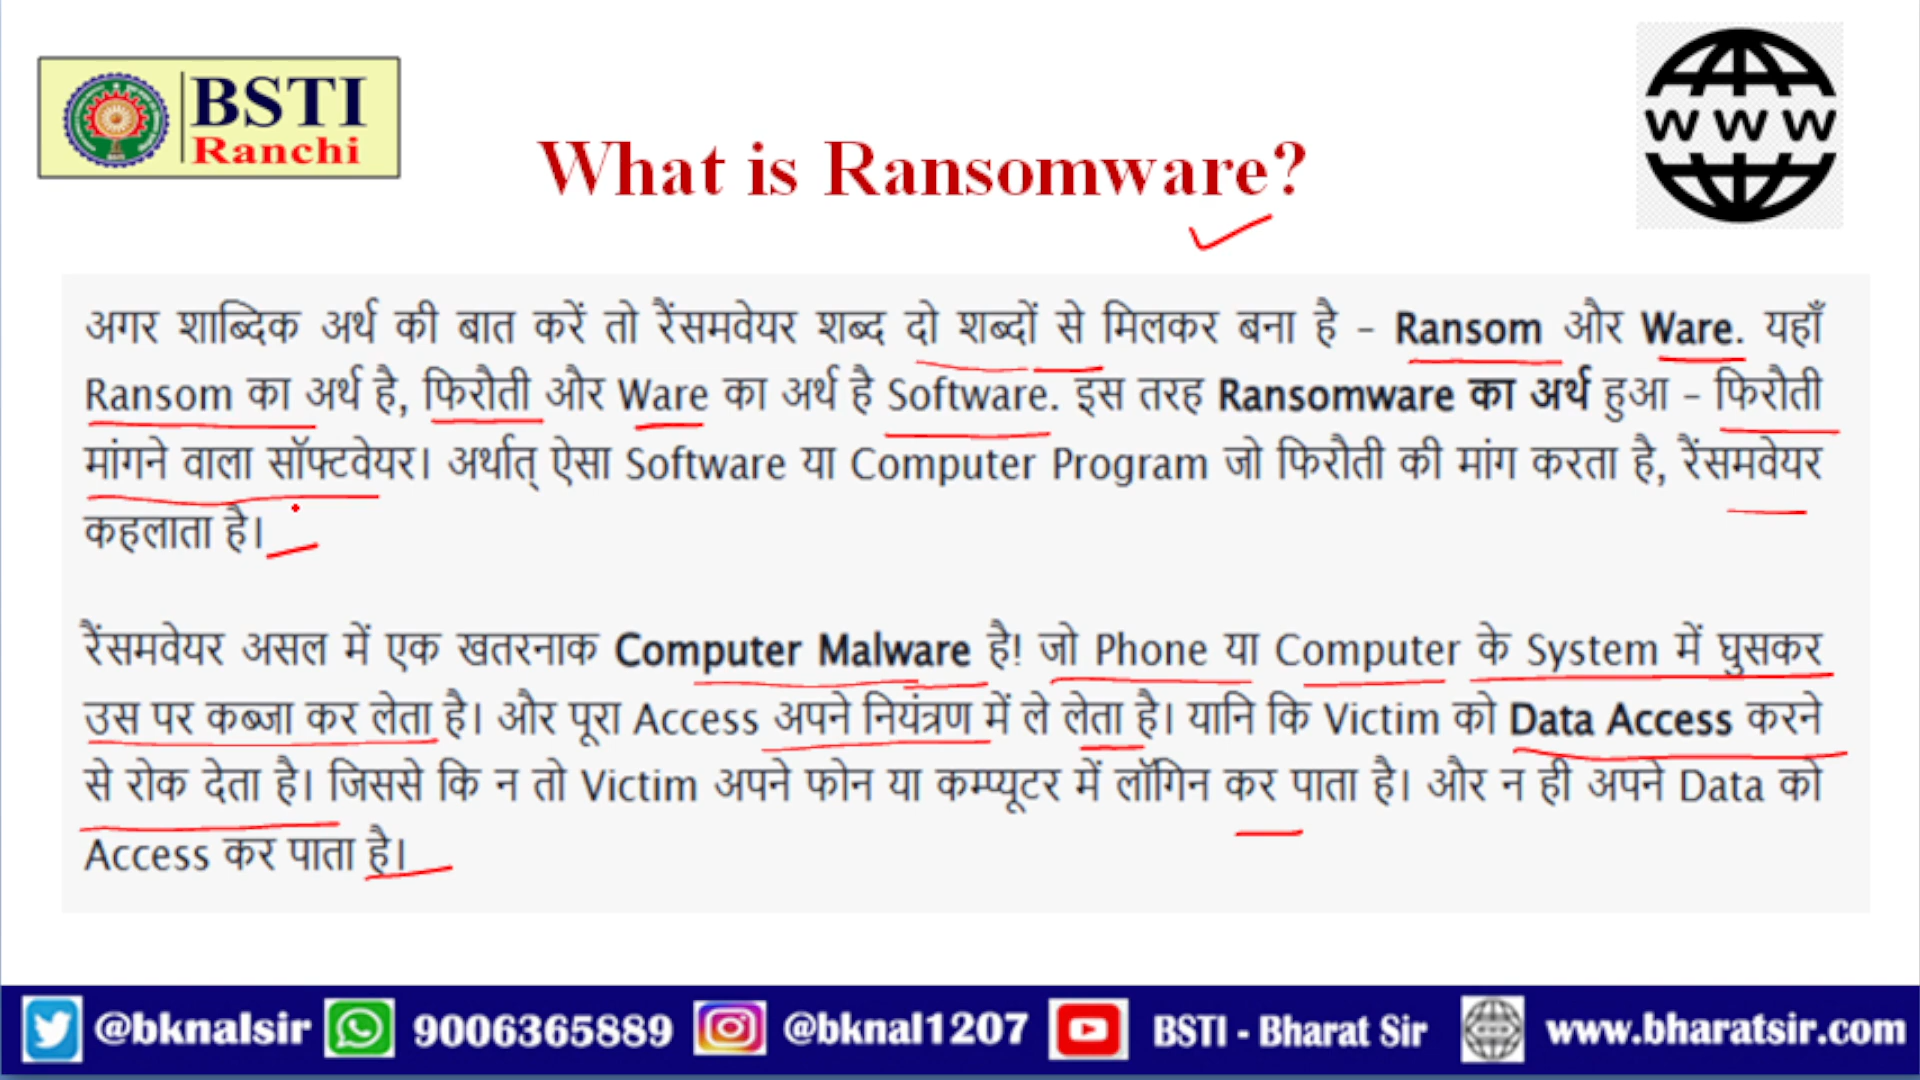 BSTI
Ranchi
WWW
What is Ransomware?
अगर शाब्दिक अर्थ की बात करें तो रैंसमवेयर शब्द दो शब्दों से मिलकर बना है - Ransom और Ware. यहाँ
Ransom का अर्थ है, फिरौती और Ware का अर्थ है Software. इस तरह Ransomware का अर्थ हुआ - फिरौती
मांगने वाला सॉफ्टवेयर। अर्थात् ऐसा Software या Computer Program जो फिरौती की मांग करता है, रैंसमवेयर
कहलाता है।
रैंसमवेयर असल में एक खतरनाक Computer Malware है! जो Phone या Computer के System में घुसकर
उस पर कब्जा कर लेता है। और पूरा Access अपने नियंत्रण में ले लेता है। यानि कि Victim को Data Access करने
से रोक देता है। जिससे कि न तो Victim अपने फोन या कम्प्यूटर में लॉगिन कर पाता है। और न ही अपने Data को
Access कर पाता है।
@bknalsir 9006365889 @bknal1207 BSTI - Bharat Sir www.bharatsir.com